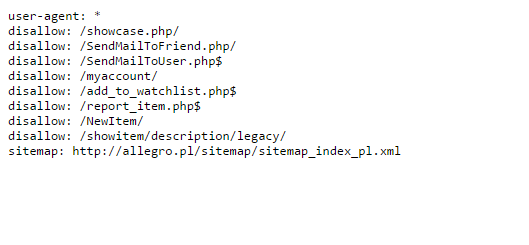 user-agent: *
disallow: /showcase.php/
disallow: /SendMailToFriend.php/
disallow: /SendMailToUser.php$
disallow: /myaccount/
disallow: /add_to_watchlist.php$
disallow: /report_item.php$
disallow: /NewItem/
disallow: /showitem/description/legacy/
sitemap: http://allegro.pl/sitemap/sitemap_index_pl.xml